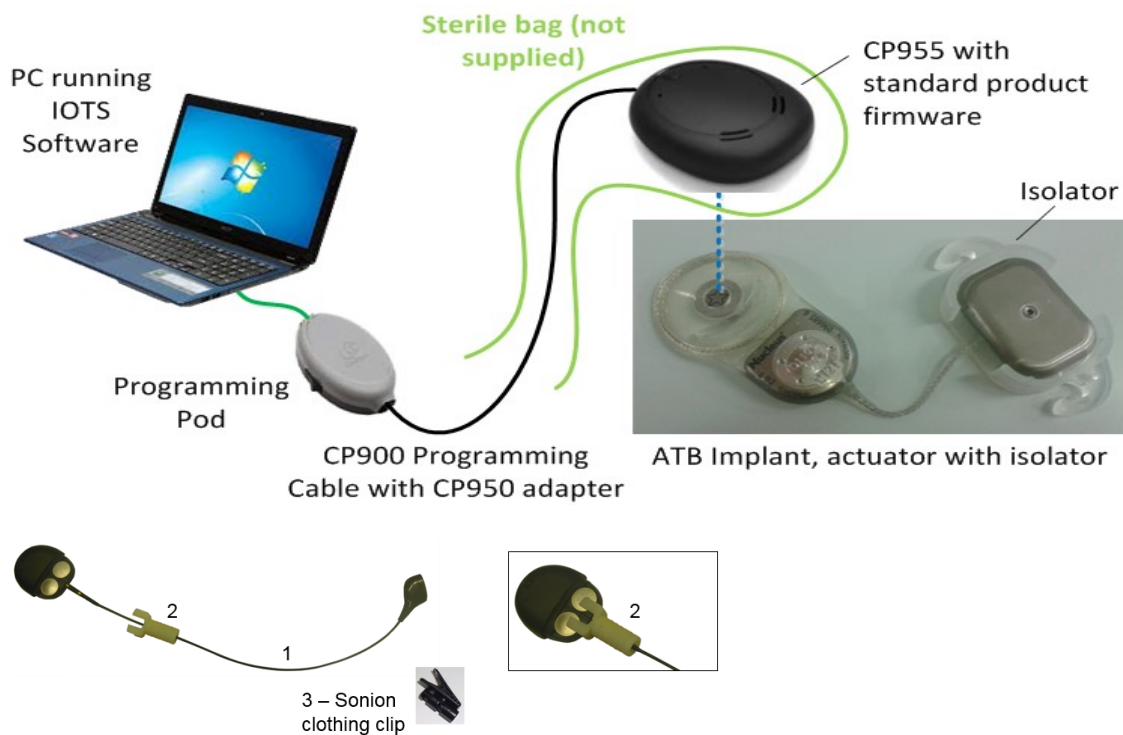 Sterile bag (not
supplied)
CP955 with
standard product
firmware
PC running
IOTS
Software
Isolator
Programming
Pod
CP900 Programming
Cable with CP950 adapter
Nucleus
ATB Implant, actuator with isolator
2
1
3 – Sonion
clothing clip
2